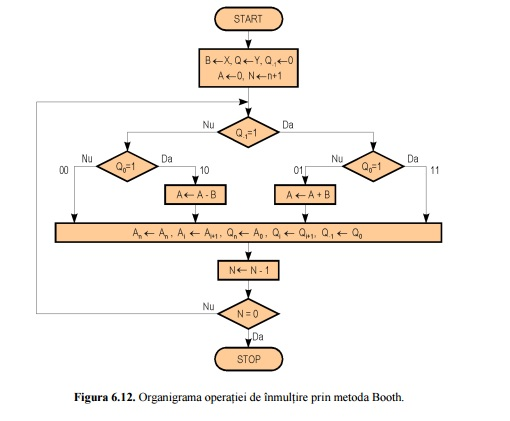 START
B←X, Q←Y, Q₋₁←0
A←0, N←n+1
Q₋₁=1
Nu
Da
Q₀=1
Nu
Da
00
10
Q₀=1
Nu
Da
01
11
A←A - B
A←A + B
Aₙ ← Aₙ, Aᵢ ← Aᵢ₊₁, Qₙ ← A₀, Qᵢ ← Qᵢ₊₁, Q₋₁ ← Q₀
N← N - 1
Nu
N = 0
Da
STOP
Figura 6.12. Organigrama operației de înmulțire prin metoda Booth.